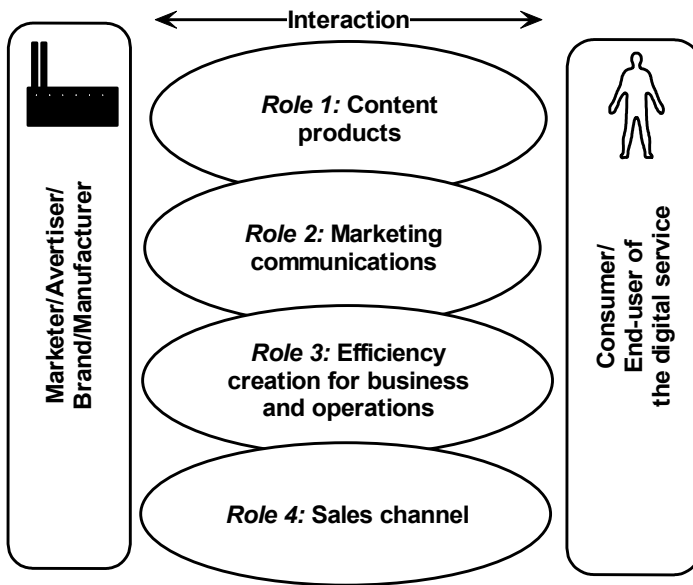 Interaction
Role 1: Content
products
Role 2: Marketing
communications
Role 3: Efficiency
creation for business
and operations
Role 4: Sales channel
Marketer/Avertiser/
Brand/Manufacturer
Consumer/
End-user of
the digital service